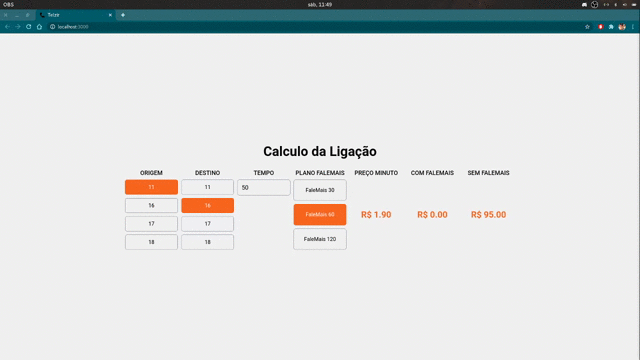 OBS
sáb, 11:49
Telzir
localhost:3000
Calculo da Ligação
ORIGEM DESTINO TEMPO PLANO FALEMAIS PREÇO MINUTO COM FALEMAIS SEM FALEMAIS
11 11 50 FaleMais 30
16 16 FaleMais 60 R$ 1.90 R$ 0.00 R$ 95.00
17 17
18 18 FaleMais 120